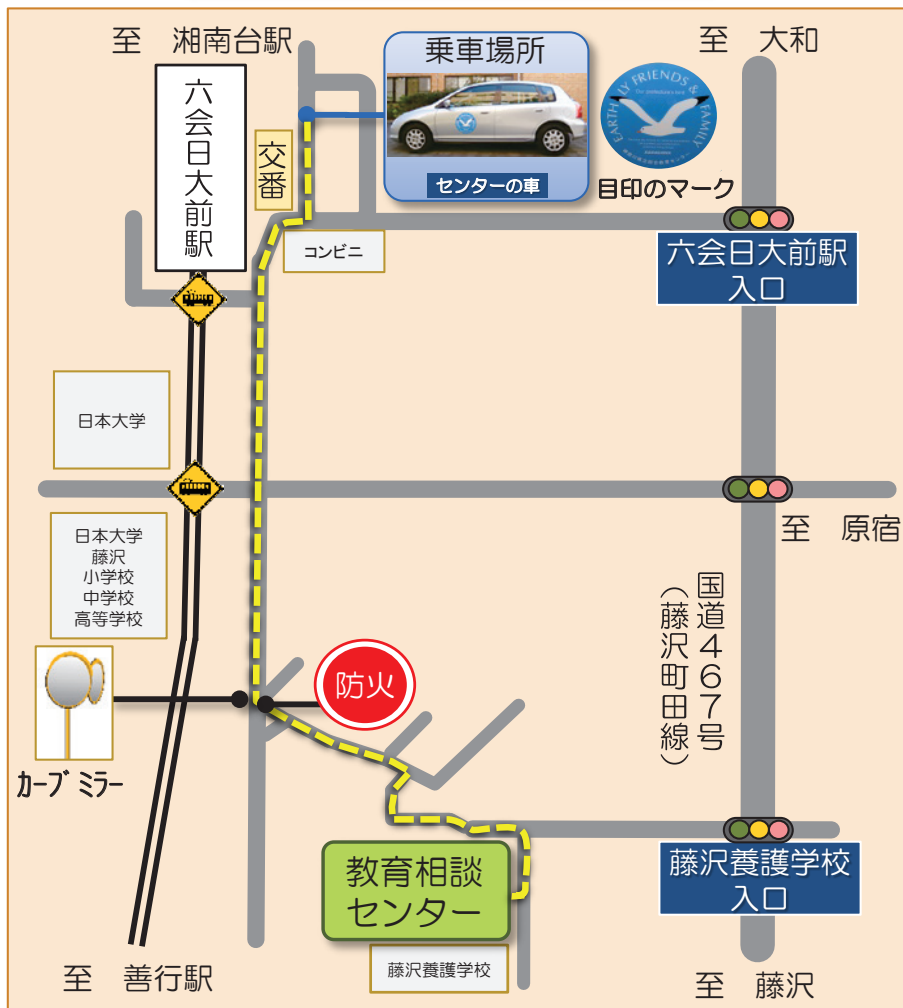 至　湘南台駅
乗車場所
センターの車
EARTHLY FRIENDS & FAMILY
目印のマーク
至　大和
六会日大前駅
交番
コンビニ
六会日大前駅
入口
日本大学
日本大学
藤沢
小学校
中学校
高等学校
至　原宿
国道467号
（藤沢町田線）
防火
カーブミラー
教育相談
センター
藤沢養護学校
藤沢養護学校
入口
至　善行駅
至　藤沢